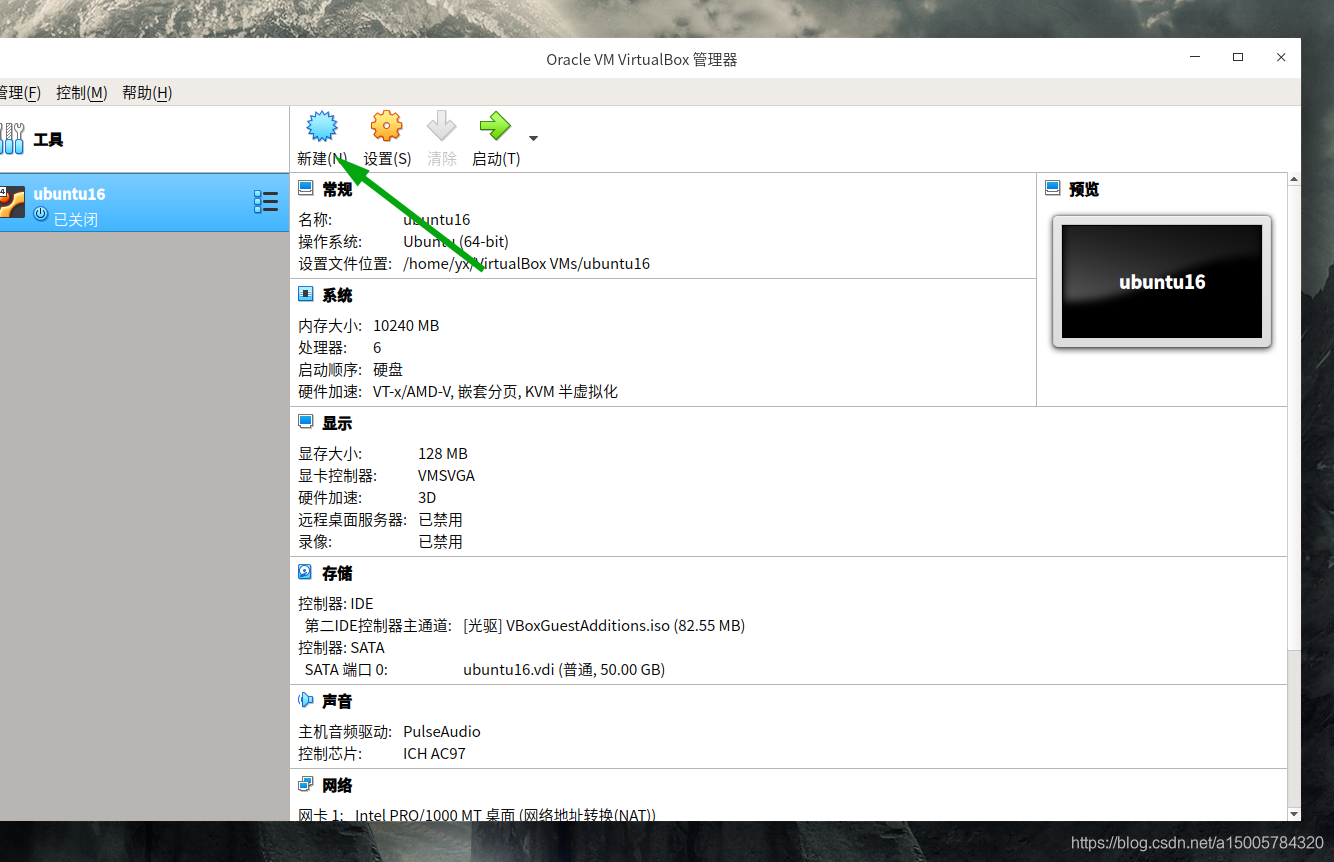 Oracle VM VirtualBox 管理器
管理(F) 控制(M) 帮助(H)
工具
新建(N) 设置(S) 清除 启动(T)
ubuntu16
已关闭
常规
名称: ubuntu16
操作系统: Ubuntu (64-bit)
设置文件位置: /home/yx/VirtualBox VMs/ubuntu16
预览
ubuntu16
系统
内存大小: 10240 MB
处理器: 6
启动顺序: 硬盘
硬件加速: VT-x/AMD-V, 嵌套分页, KVM 半虚拟化
显示
显存大小: 128 MB
显卡控制器: VMSVGA
硬件加速: 3D
远程桌面服务器: 已禁用
录像: 已禁用
存储
控制器: IDE
第二IDE控制器主通道: [光驱] VBoxGuestAdditions.iso (82.55 MB)
控制器: SATA
SATA 端口 0: ubuntu16.vdi (普通, 50.00 GB)
声音
主机音频驱动: PulseAudio
控制芯片: ICH AC97
网络
网卡 1: Intel PRO/1000 MT 桌面 (网络地址转换(NAT))
https://blog.csdn.net/a15005784320